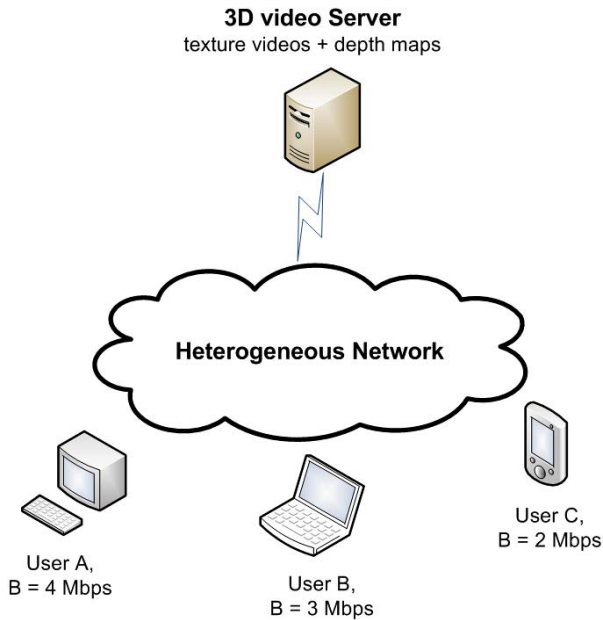 3D video Server
texture videos + depth maps
Heterogeneous Network
User A,
B = 4 Mbps
User B,
B = 3 Mbps
User C,
B = 2 Mbps